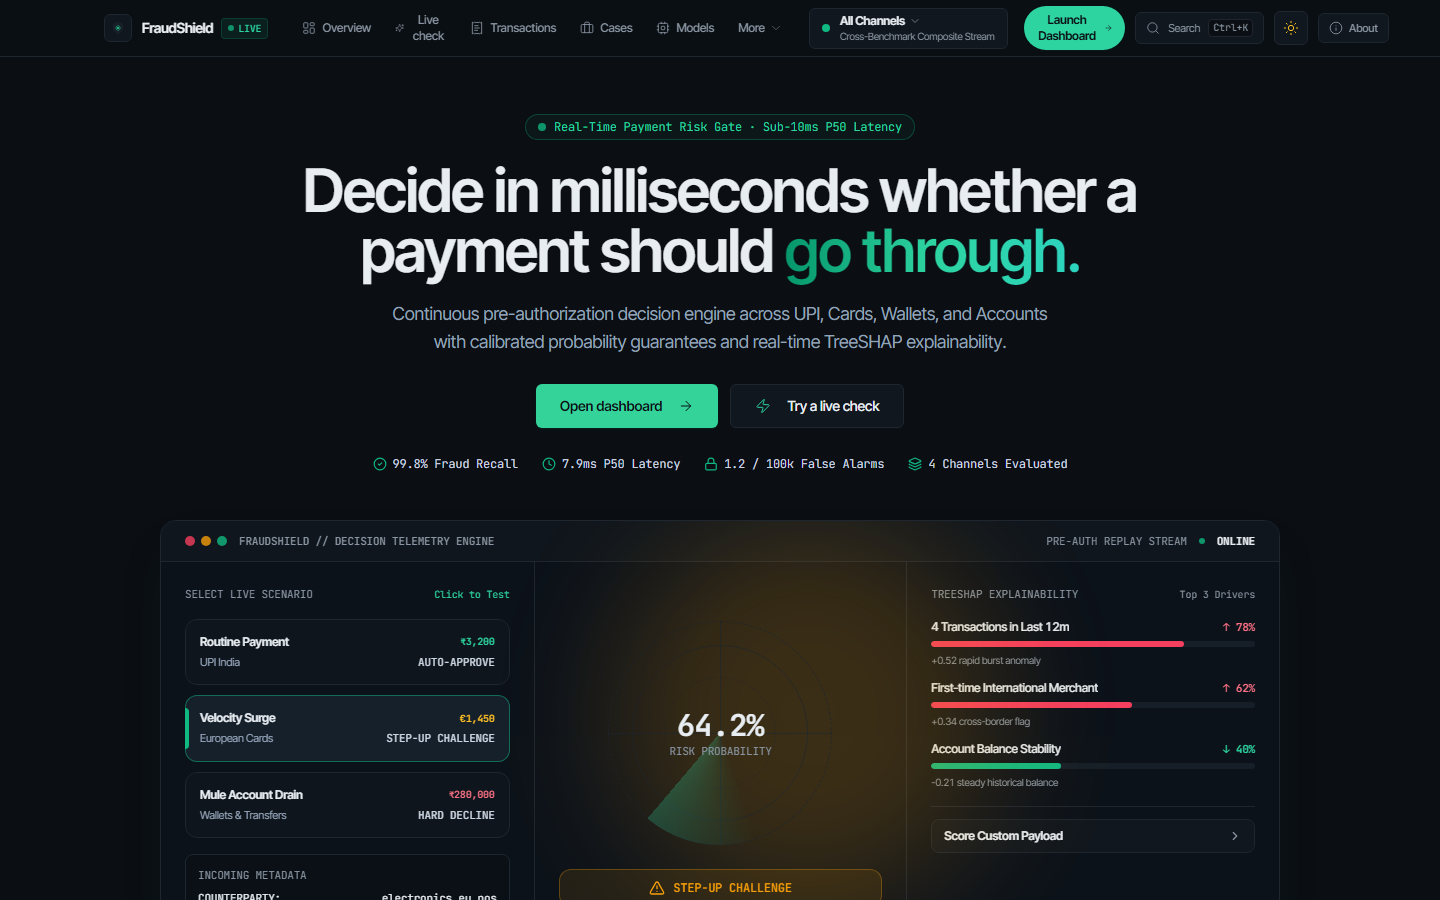 FraudShield
LIVE
Overview
Live check
Transactions
Cases
Models
More
All Channels
Cross-Benchmark Composite Stream
Launch Dashboard
Search
Ctrl+K
About
Real-Time Payment Risk Gate · Sub-10ms P50 Latency
Decide in milliseconds whether a
payment should go through.
Continuous pre-authorization decision engine across UPI, Cards, Wallets, and Accounts
with calibrated probability guarantees and real-time TreeSHAP explainability.
Open dashboard →
Try a live check
99.8% Fraud Recall
7.9ms P50 Latency
1.2 / 100k False Alarms
4 Channels Evaluated
FRAUDSHIELD // DECISION TELEMETRY ENGINE
PRE-AUTH REPLAY STREAM
ONLINE
SELECT LIVE SCENARIO
Click to Test
Routine Payment
₹3,200
UPI India
AUTO-APPROVE
Velocity Surge
€1,450
European Cards
STEP-UP CHALLENGE
Mule Account Drain
₹280,000
Wallets & Transfers
HARD DECLINE
INCOMING METADATA
COUNTERPARTY:
electronics_eu_pos
64.2%
RISK PROBABILITY
STEP-UP CHALLENGE
TREESHAP EXPLAINABILITY
Top 3 Drivers
4 Transactions in Last 12m
↑ 78%
+0.52 rapid burst anomaly
First-time International Merchant
↑ 62%
+0.34 cross-border flag
Account Balance Stability
↓ 40%
-0.21 steady historical balance
Score Custom Payload